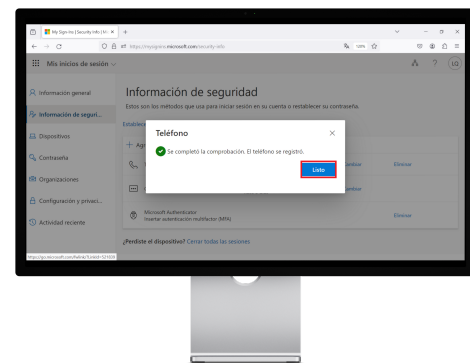 My Sign-Ins | Security Info | M
https://mysignins.microsoft.com/security-info
120%
Mis inicios de sesión
?
LQ
Información general
Información de seguri...
Dispositivos
Contraseña
Organizaciones
Configuración y privaci...
Actividad reciente
Información de seguridad
Estos son los métodos que usa para iniciar sesión en su cuenta o restablecer su contraseña.
Teléfono
Se completó la comprobación. El teléfono se registró.
Listo
Eliminar
Microsoft Authenticator
Insertar autenticación multifactor (MFA)
Eliminar
¿Perdiste el dispositivo? Cerrar todas las sesiones